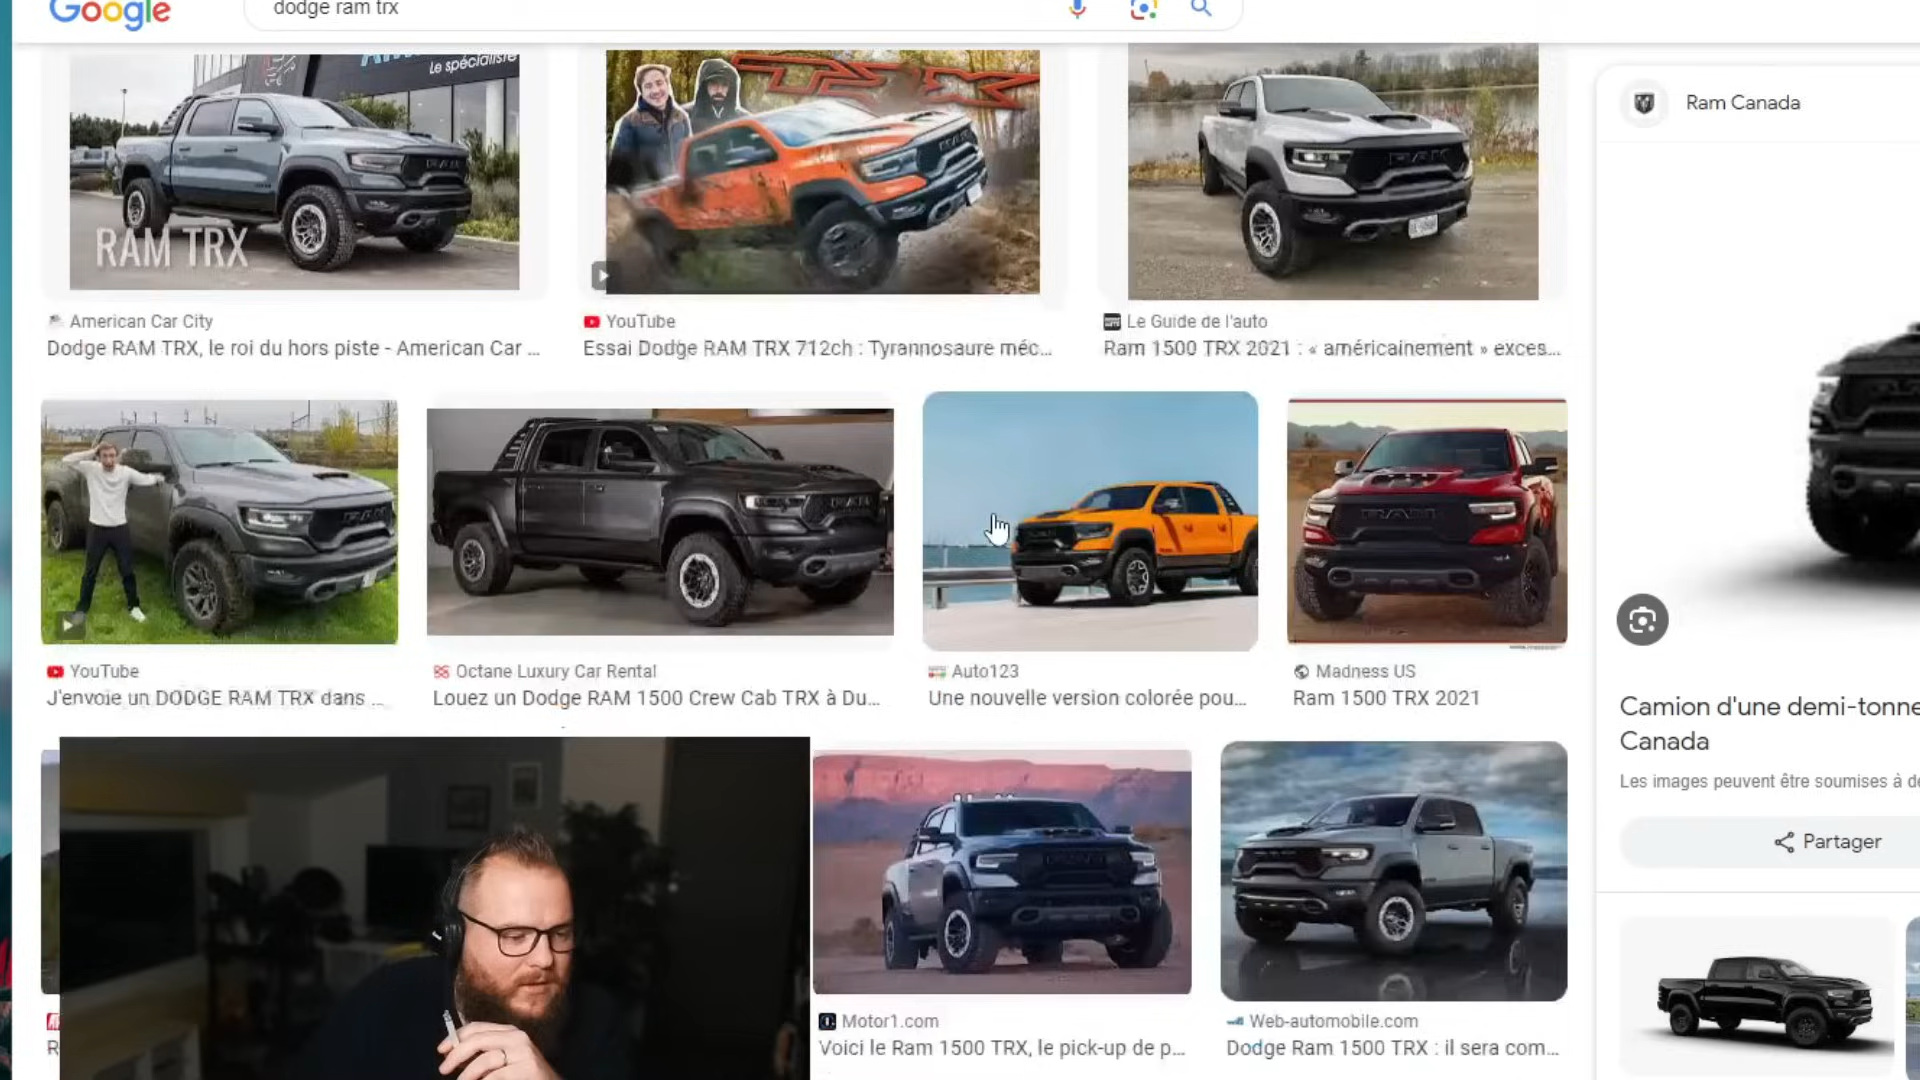 Google
dodge ram trx
Le spécialiste
RAM TRX
TRX
Ram Canada
American Car City
Dodge RAM TRX, le roi du hors piste - American Car ...
YouTube
Essai Dodge RAM TRX 712ch : Tyrannosaure méc...
Le Guide de l'auto
Ram 1500 TRX 2021 : « américainement » exces...
YouTube
J'envoie un DODGE RAM TRX dans ...
Octane Luxury Car Rental
Louez un Dodge RAM 1500 Crew Cab TRX à Du...
Auto123
Une nouvelle version colorée pou...
Madness US
Ram 1500 TRX 2021
Camion d'une demi-tonne
Canada
Les images peuvent être soumises à d
Partager
Motor1.com
Voici le Ram 1500 TRX, le pick-up de p...
Web-automobile.com
Dodge Ram 1500 TRX : il sera com...